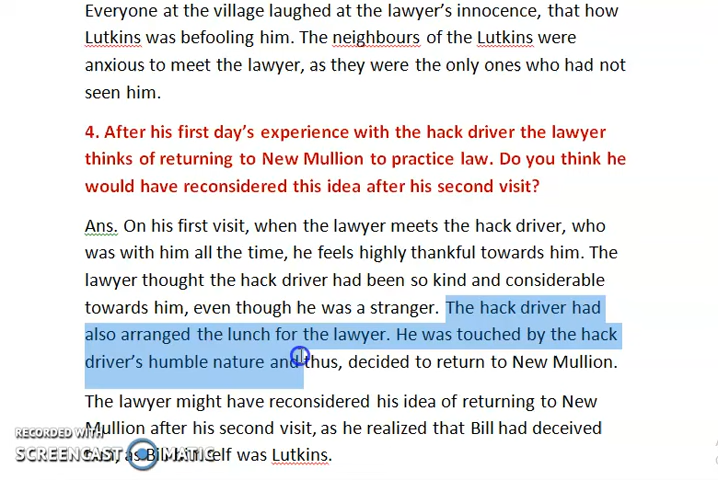 Everyone at the village laughed at the lawyer's innocence, that how
Lutkins was befooling him. The neighbours of the Lutkins were
anxious to meet the lawyer, as they were the only ones who had not
seen him.
4. After his first day's experience with the hack driver the lawyer
thinks of returning to New Mullion to practice law. Do you think he
would have reconsidered this idea after his second visit?
Ans. On his first visit, when the lawyer meets the hack driver, who
was with him all the time, he feels highly thankful towards him. The
lawyer thought the hack driver had been so kind and considerable
towards him, even though he was a stranger. The hack driver had
also arranged the lunch for the lawyer. He was touched by the hack
driver's humble nature and thus, decided to return to New Mullion.
The lawyer might have reconsidered his idea of returning to New
Mullion after his second visit, as he realized that Bill had deceived
as Bill himself was Lutkins.
RECORDED WITH
SCREENCAST MATIC